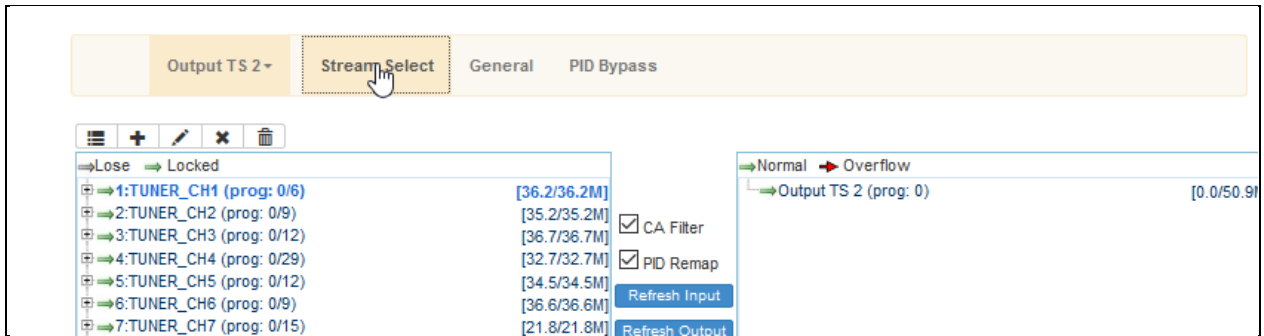 Output TS 2 Stream Select General PID Bypass
Lose Locked
1:TUNER_CH1 (prog: 0/6) [36.2/36.2M]
2:TUNER_CH2 (prog: 0/9) [35.2/35.2M]
3:TUNER_CH3 (prog: 0/12) [36.7/36.7M]
4:TUNER_CH4 (prog: 0/29) [32.7/32.7M]
5:TUNER_CH5 (prog: 0/12) [34.5/34.5M]
6:TUNER_CH6 (prog: 0/9) [36.6/36.6M]
7:TUNER_CH7 (prog: 0/15) [21.8/21.8M]
CA Filter
PID Remap
Refresh Input
Refresh Output
Normal Overflow
Output TS 2 (prog: 0) [0.0/50.9